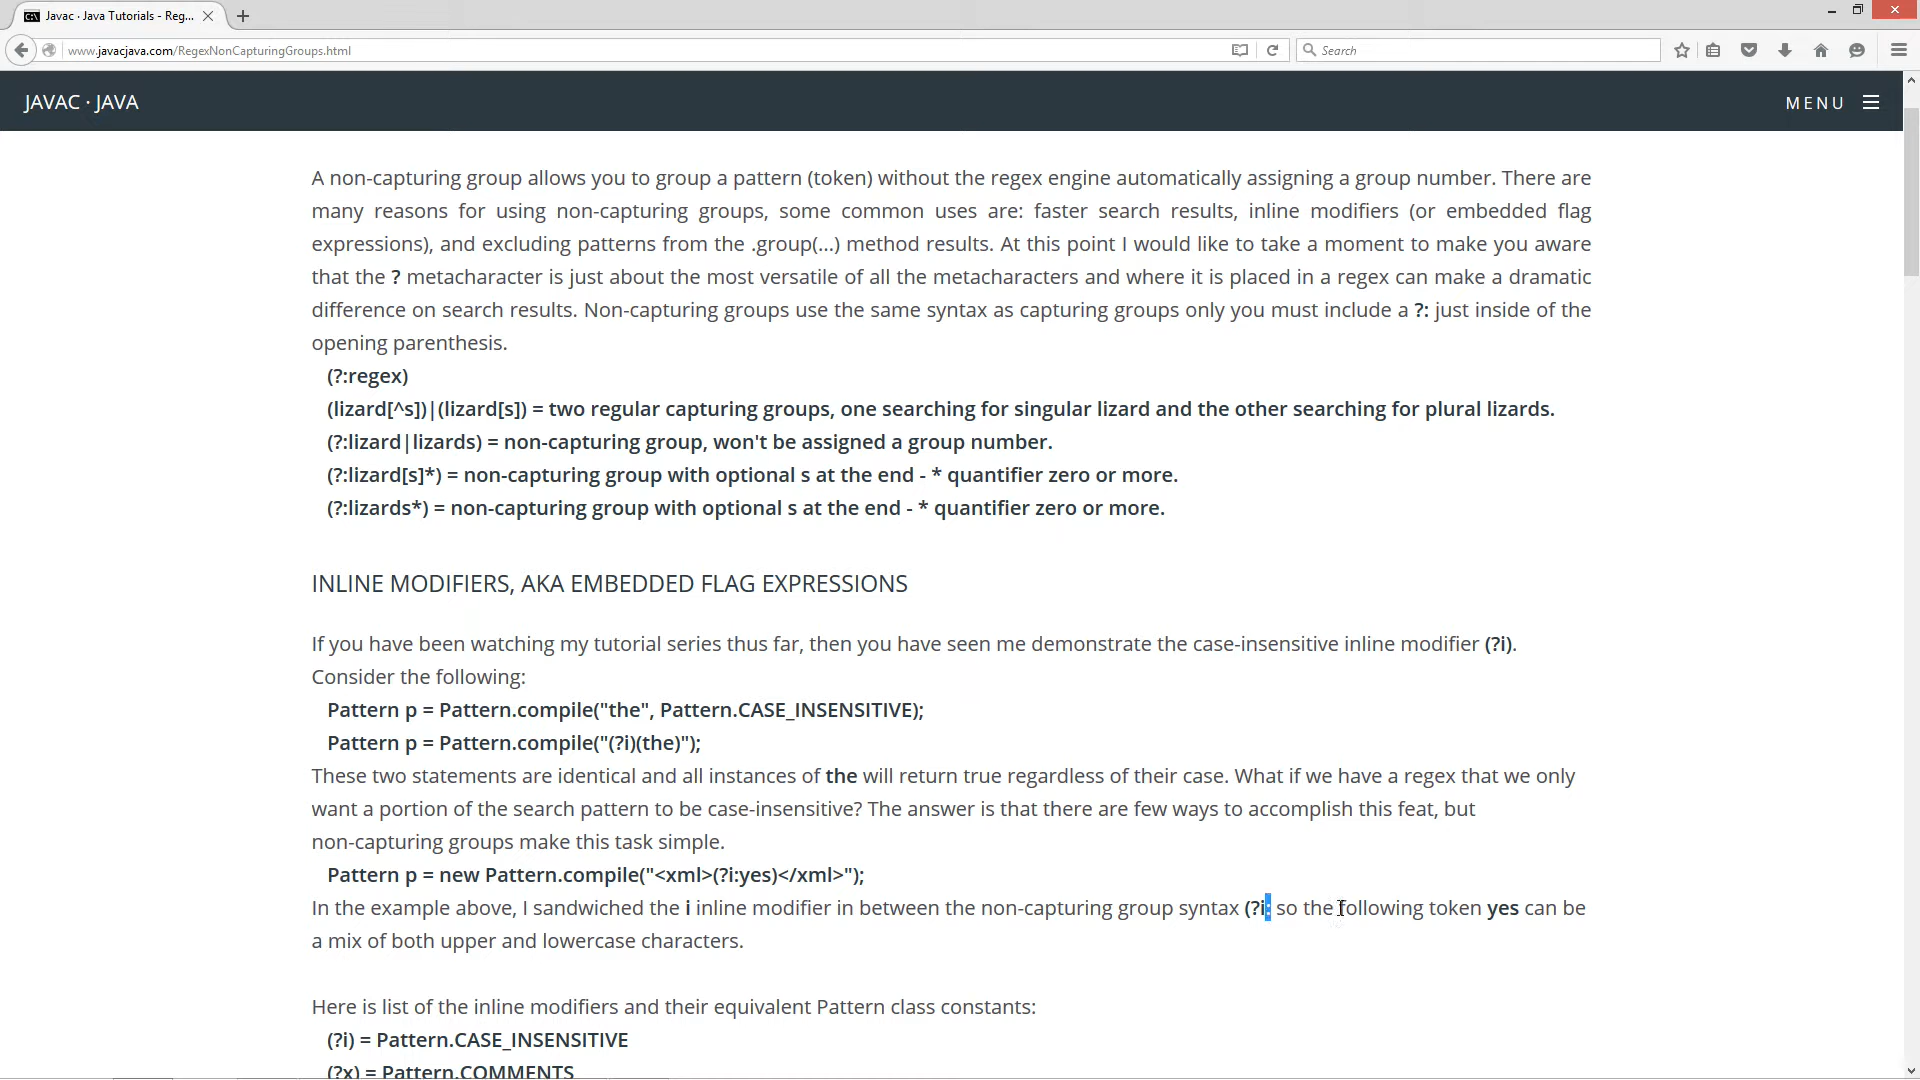 Javac · Java Tutorials - Reg...
www.javacjava.com/RegexNonCapturingGroups.html
Search
JAVAC · JAVA
MENU
A non-capturing group allows you to group a pattern (token) without the regex engine automatically assigning a group number. There are
many reasons for using non-capturing groups, some common uses are: faster search results, inline modifiers (or embedded flag
expressions), and excluding patterns from the .group(...) method results. At this point I would like to take a moment to make you aware
that the ? metacharacter is just about the most versatile of all the metacharacters and where it is placed in a regex can make a dramatic
difference on search results. Non-capturing groups use the same syntax as capturing groups only you must include a ?: just inside of the
opening parenthesis.
(?:regex)
(lizard[^s])|(lizard[s]) = two regular capturing groups, one searching for singular lizard and the other searching for plural lizards.
(?:lizard|lizards) = non-capturing group, won't be assigned a group number.
(?:lizard[s]*) = non-capturing group with optional s at the end - * quantifier zero or more.
(?:lizards*) = non-capturing group with optional s at the end - * quantifier zero or more.
INLINE MODIFIERS, AKA EMBEDDED FLAG EXPRESSIONS
If you have been watching my tutorial series thus far, then you have seen me demonstrate the case-insensitive inline modifier (?i).
Consider the following:
Pattern p = Pattern.compile("the", Pattern.CASE_INSENSITIVE);
Pattern p = Pattern.compile("(?i)(the)");
These two statements are identical and all instances of the will return true regardless of their case. What if we have a regex that we only
want a portion of the search pattern to be case-insensitive? The answer is that there are few ways to accomplish this feat, but
non-capturing groups make this task simple.
Pattern p = new Pattern.compile("<xml>(?i:yes)</xml>");
In the example above, I sandwiched the i inline modifier in between the non-capturing group syntax (?i: so the following token yes can be
a mix of both upper and lowercase characters.
Here is list of the inline modifiers and their equivalent Pattern class constants:
(?i) = Pattern.CASE_INSENSITIVE
(?x) = Pattern.COMMENTS